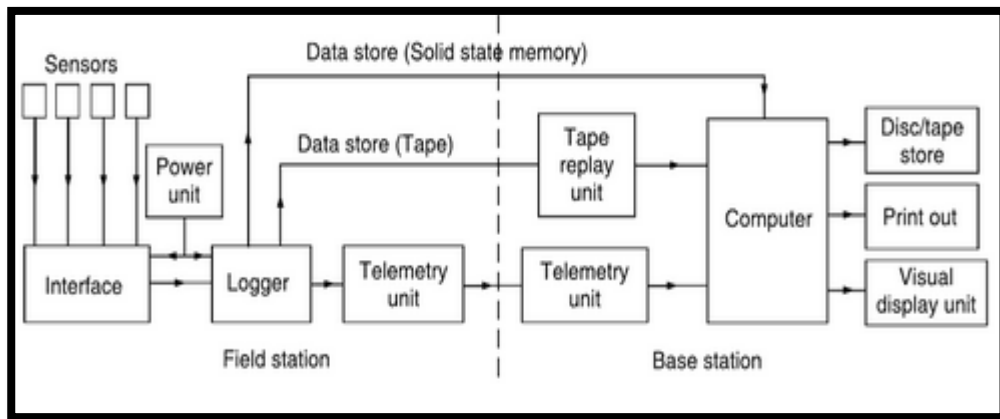 Data store (Solid state memory)
Sensors
Data store (Tape)
Power
unit
Tape
replay
unit
Disc/tape
store
Computer
Print out
Interface
Logger
Telemetry
unit
Telemetry
unit
Visual
display unit
Field station
Base station